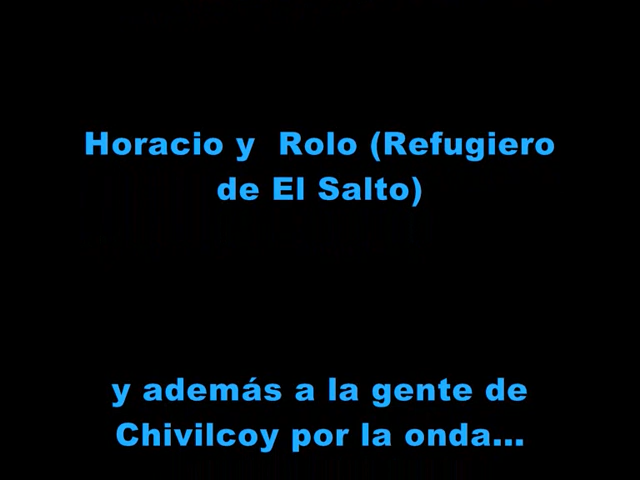 Horacio y  Rolo (Refugiero
de El Salto)
y además a la gente de
Chivilcoy por la onda...